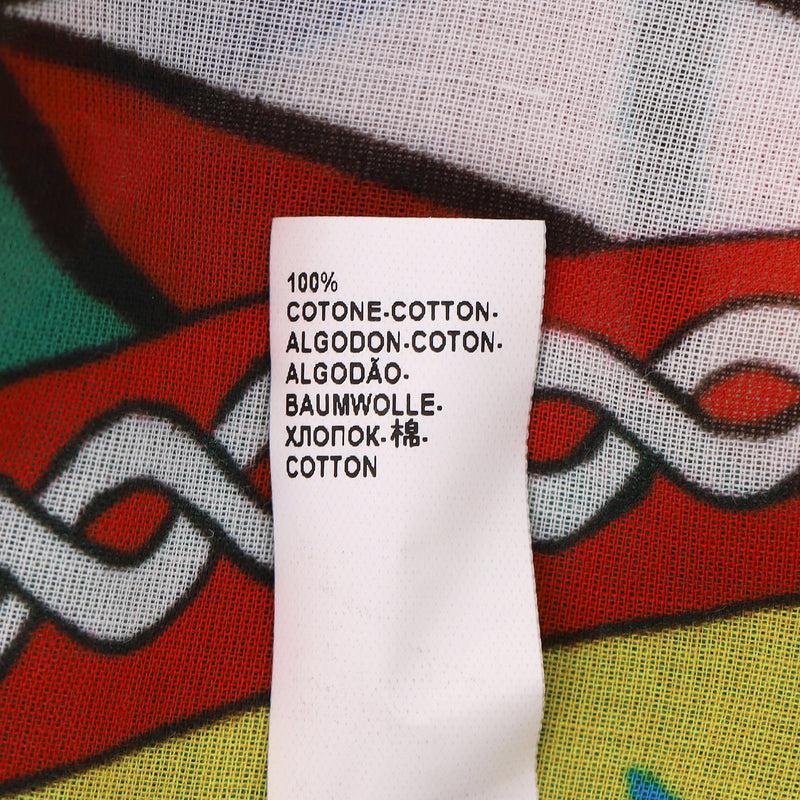 100%
COTONE-COTTON-
ALGODON-COTON-
ALGODÃO-
BAUMWOLLE-
ХЛОПОК-棉-
COTTON